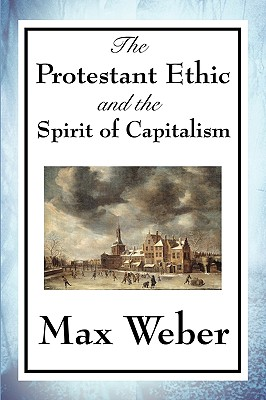 The
Protestant Ethic
and the
Spirit of Capitalism
Max Weber